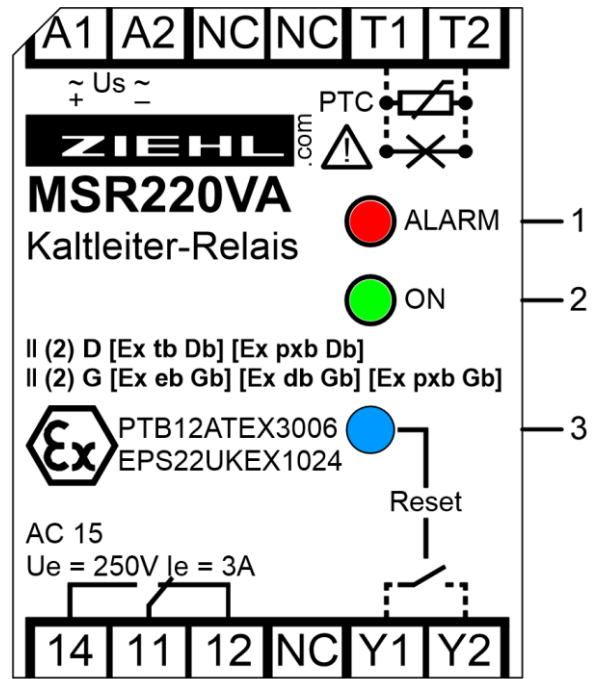 A1 A2 NC NC T1 T2
~ Us ~
+ –
PTC
ZIEHL
.com
MSR220VA
ALARM 1
Kaltleiter-Relais
ON 2
II (2) D [Ex tb Db] [Ex pxb Db]
II (2) G [Ex eb Gb] [Ex db Gb] [Ex pxb Gb]
Ex PTB12ATEX3006 3
EPS22UKEX1024
Reset
AC 15
Ue = 250V Ie = 3A
14 11 12 NC Y1 Y2